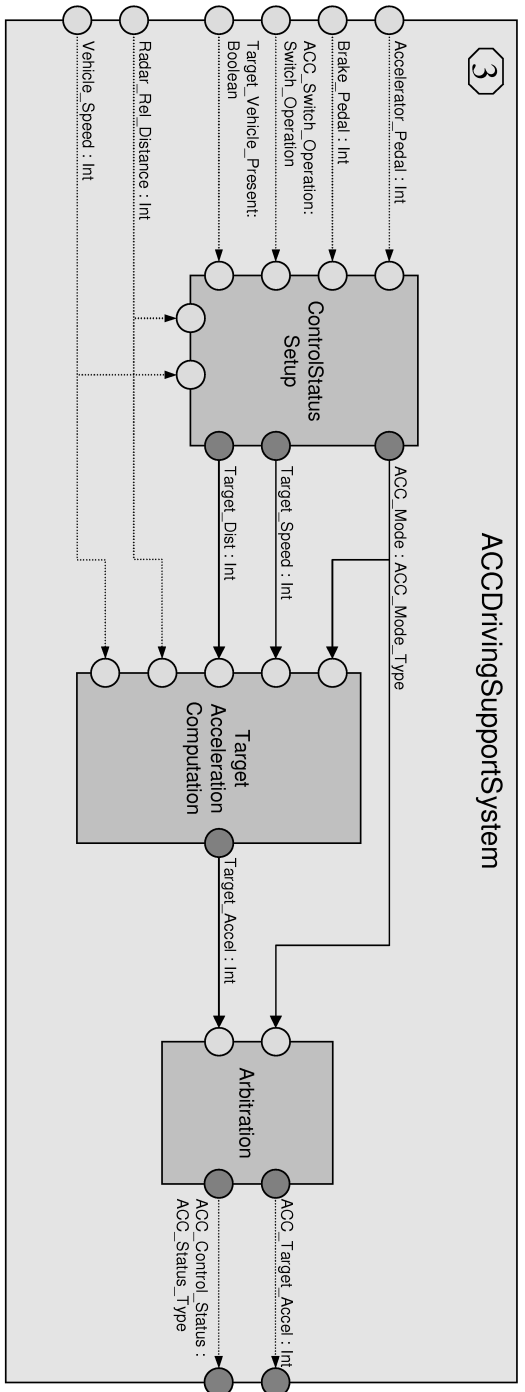 3
ACCDrivingSupportSystem
Accelerator_Pedal : Int
Brake_Pedal : Int
ACC_Switch_Operation:
Switch_Operation
Target_Vehicle_Present:
Boolean
Radar_Rel_Distance : Int
Vehicle_Speed : Int
ControlStatus
Setup
ACC_Mode : ACC_Mode_Type
Target_Speed : Int
Target_Dist : Int
Target
Acceleration
Computation
Target_Accel : Int
Arbitration
ACC_Target_Accel : Int
ACC_Control_Status :
ACC_Status_Type